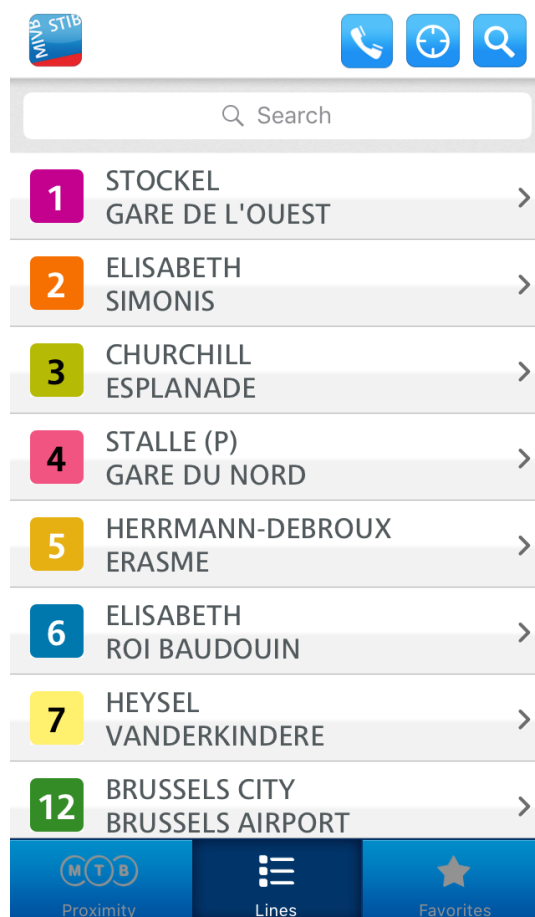 MIVB STIB
Search
1
STOCKEL
GARE DE L'OUEST
2
ELISABETH
SIMONIS
3
CHURCHILL
ESPLANADE
4
STALLE (P)
GARE DU NORD
5
HERRMANN-DEBROUX
ERASME
6
ELISABETH
ROI BAUDOUIN
7
HEYSEL
VANDERKINDERE
12
BRUSSELS CITY
BRUSSELS AIRPORT
M T B
Proximity
Lines
Favorites